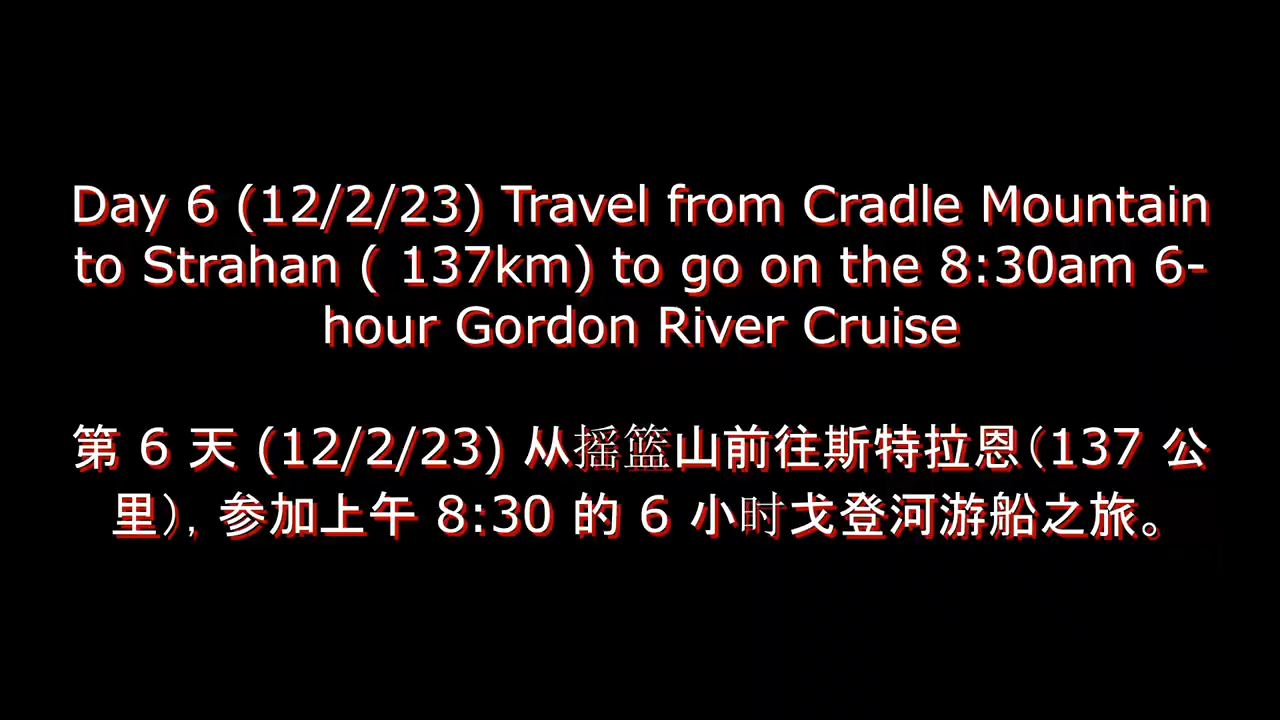 Day 6 (12/2/23) Travel from Cradle Mountain
to Strahan ( 137km) to go on the 8:30am 6-
hour Gordon River Cruise
第 6 天 (12/2/23) 从摇篮山前往斯特拉恩（137 公
里），参加上午 8:30 的 6 小时戈登河游船之旅。